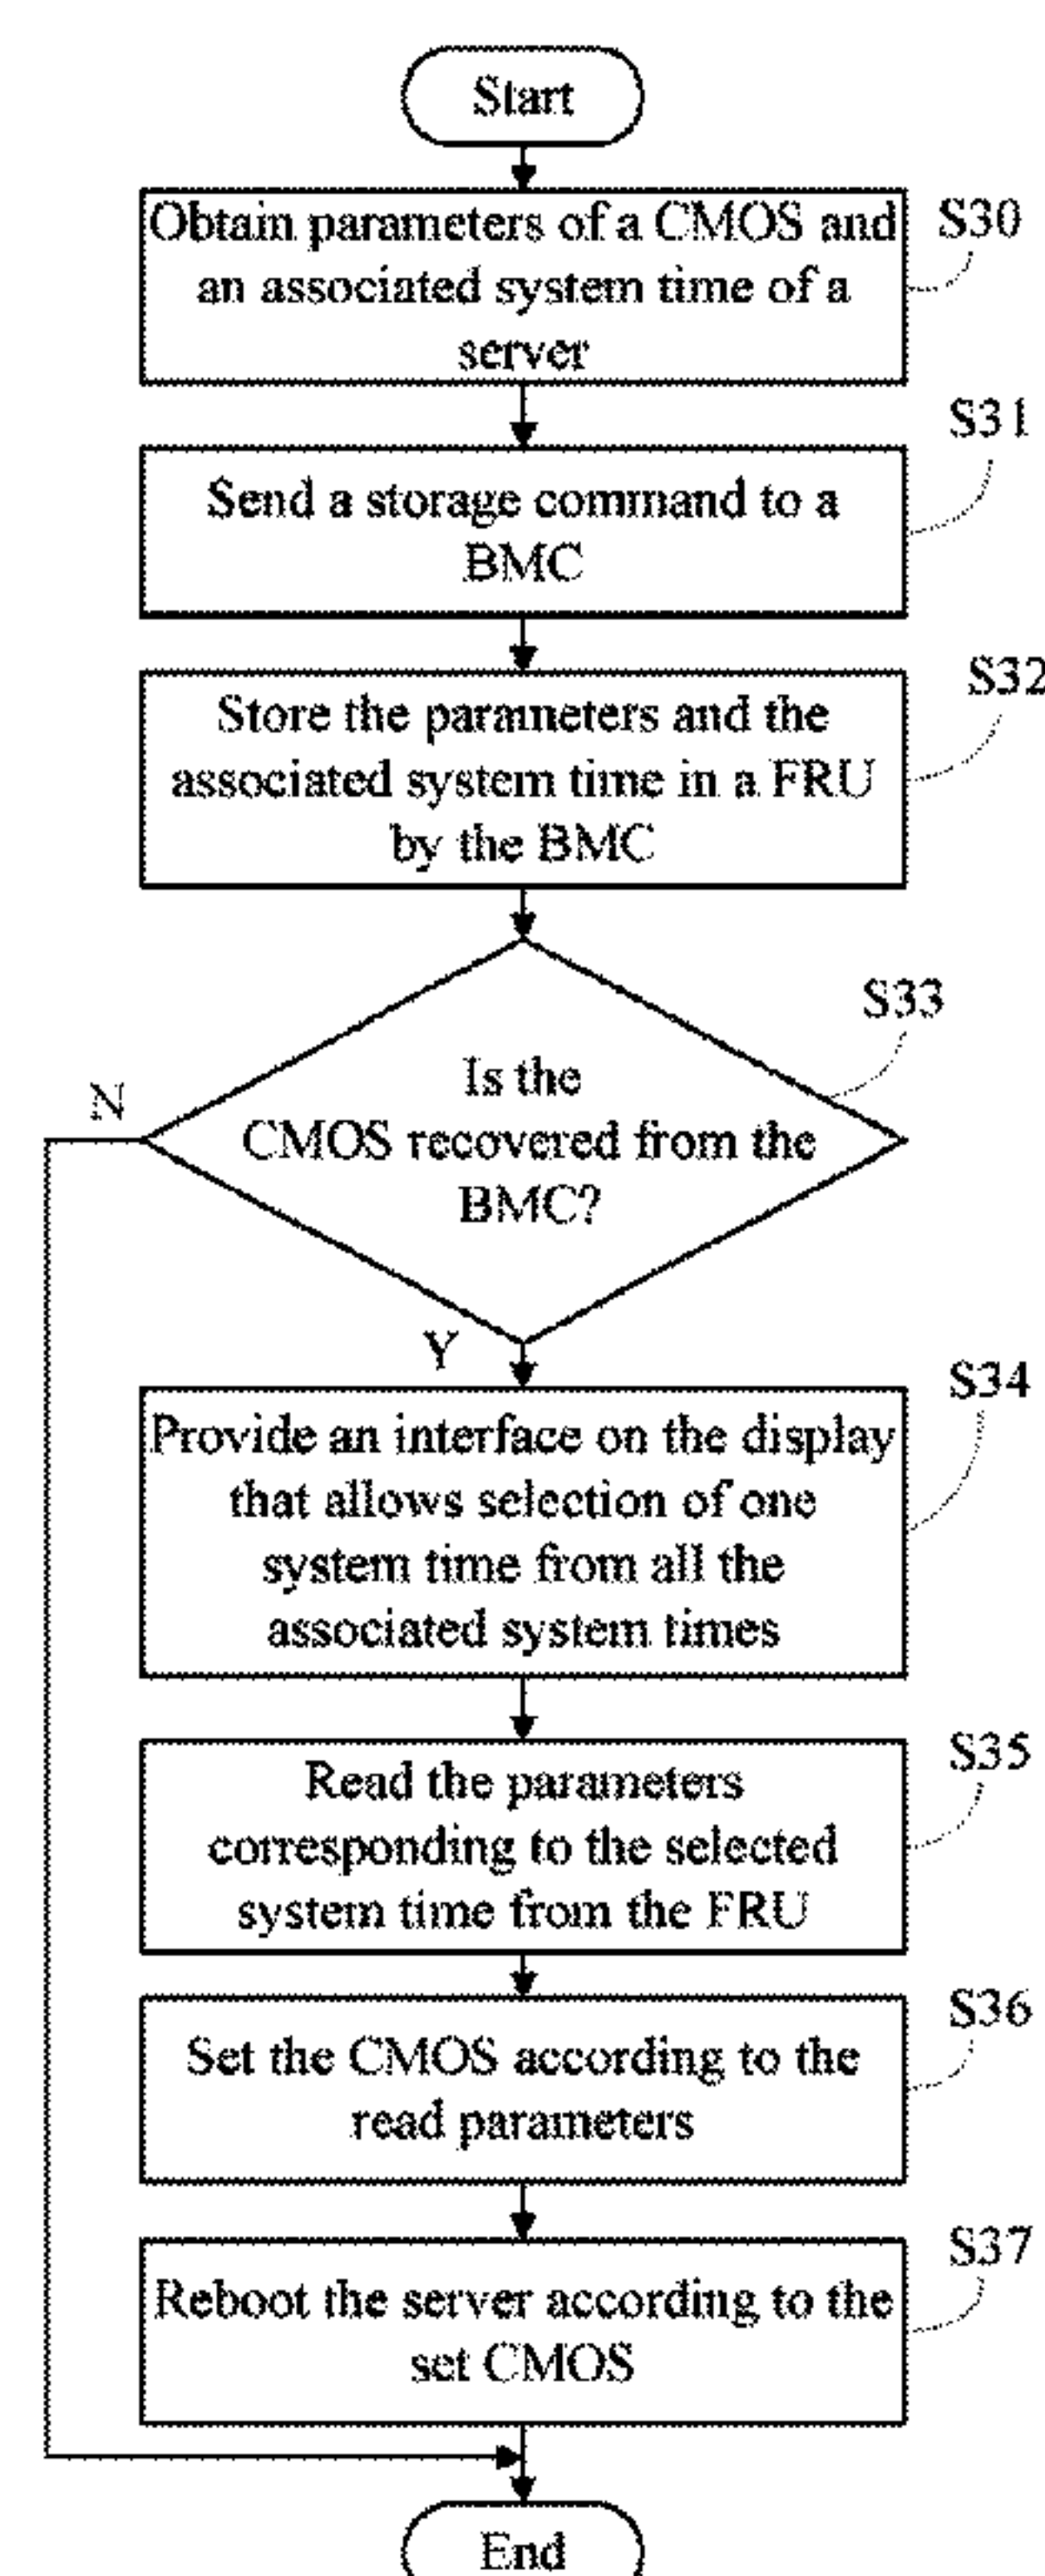 Start
Obtain parameters of a CMOS and
an associated system time of a
server
S30
Send a storage command to a
BMC
S31
Store the parameters and the
associated system time in a FRU
by the BMC
S32
Is the
CMOS recovered from the
BMC?
S33
N
Y
Provide an interface on the display
that allows selection of one
system time from all the
associated system times
S34
Read the parameters
corresponding to the selected
system time from the FRU
S35
Set the CMOS according to the
read parameters
S36
Reboot the server according to the
set CMOS
S37
End